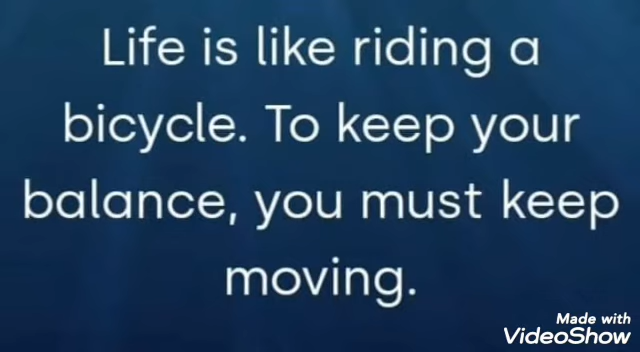 Life is like riding a
bicycle. To keep your
balance, you must keep
moving.
Made with
VideoShow